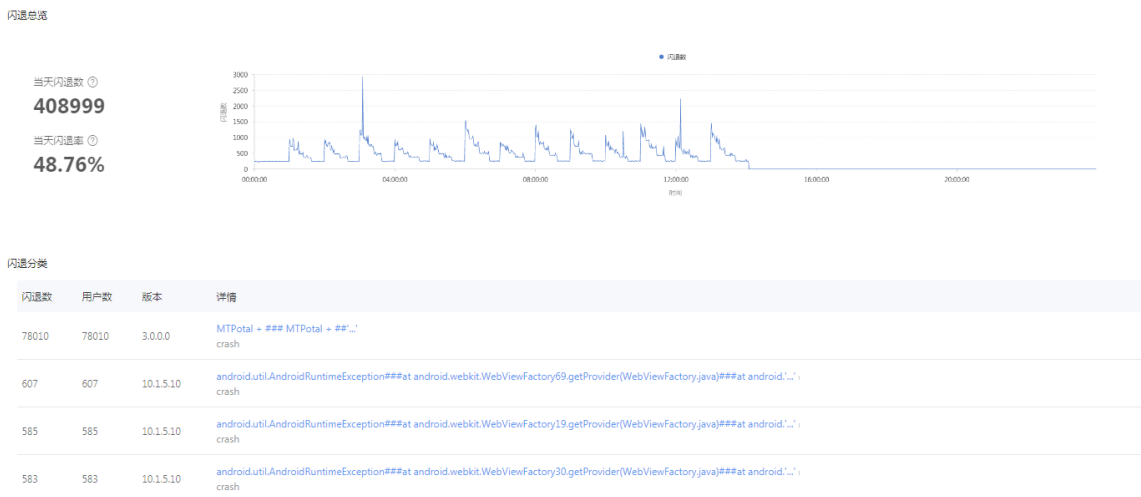 闪退总览
闪退数
当天闪退数 ?
408999
当天闪退率 ?
48.76%
闪退数
3000
2500
2000
1500
1000
500
0
00:00:00 04:00:00 08:00:00 12:00:00 16:00:00 20:00:00
时间
闪退分类
闪退数 用户数 版本 详情
78010 78010 3.0.0.0 MTPotal + ### MTPotal + ##'...'
crash
607 607 10.1.5.10 android.util.AndroidRuntimeException###at android.webkit.WebViewFactory69.getProvider(WebViewFactory.java)###at android.'...'
crash
585 585 10.1.5.10 android.util.AndroidRuntimeException###at android.webkit.WebViewFactory19.getProvider(WebViewFactory.java)###at android.'...'
crash
583 583 10.1.5.10 android.util.AndroidRuntimeException###at android.webkit.WebViewFactory30.getProvider(WebViewFactory.java)###at android.'...'
crash